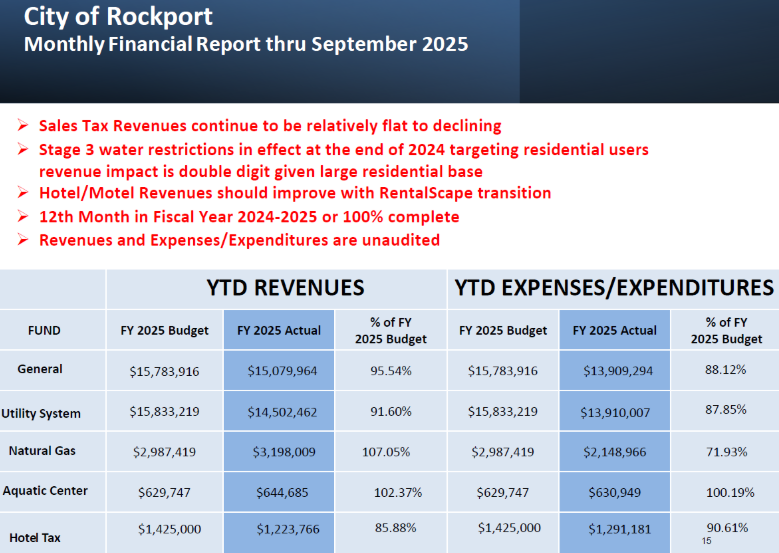 City of Rockport
Monthly Financial Report thru September 2025
➢ Sales Tax Revenues continue to be relatively flat to declining
➢ Stage 3 water restrictions in effect at the end of 2024 targeting residential users
revenue impact is double digit given large residential base
➢ Hotel/Motel Revenues should improve with RentalScape transition
➢ 12th Month in Fiscal Year 2024-2025 or 100% complete
➢ Revenues and Expenses/Expenditures are unaudited
YTD REVENUES YTD EXPENSES/EXPENDITURES
FUND FY 2025 Budget FY 2025 Actual % of FY 2025 Budget FY 2025 Budget FY 2025 Actual % of FY 2025 Budget
General $15,783,916 $15,079,964 95.54% $15,783,916 $13,909,294 88.12%
Utility System $15,833,219 $14,502,462 91.60% $15,833,219 $13,910,007 87.85%
Natural Gas $2,987,419 $3,198,009 107.05% $2,987,419 $2,148,966 71.93%
Aquatic Center $629,747 $644,685 102.37% $629,747 $630,949 100.19%
Hotel Tax $1,425,000 $1,223,766 85.88% $1,425,000 $1,291,181 90.61%
15